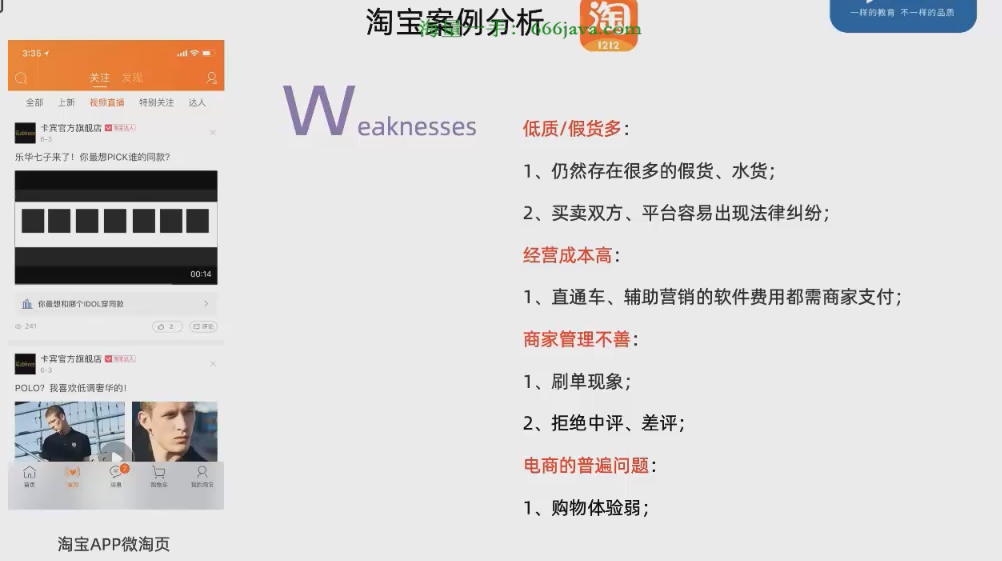 淘宝案例分析
海量一手：666java.com
淘
1212
一样的教育 不一样的品质
3:35
关注 发现
全部 上新 视频直播 特别关注 达人
卡宾官方旗舰店
6-3
乐华七子来了！你最想PICK谁的同款?
00:14
你最想和哪个IDOL穿同款
241
2
评论
卡宾官方旗舰店
6-3
POLO？我喜欢低调奢华的！
7
首页 消息 购物车 我的淘宝
淘宝APP微淘页
Weaknesses
低质/假货多：
1、仍然存在很多的假货、水货；
2、买卖双方、平台容易出现法律纠纷；
经营成本高：
1、直通车、辅助营销的软件费用都需商家支付；
商家管理不善：
1、刷单现象；
2、拒绝中评、差评；
电商的普遍问题：
1、购物体验弱；